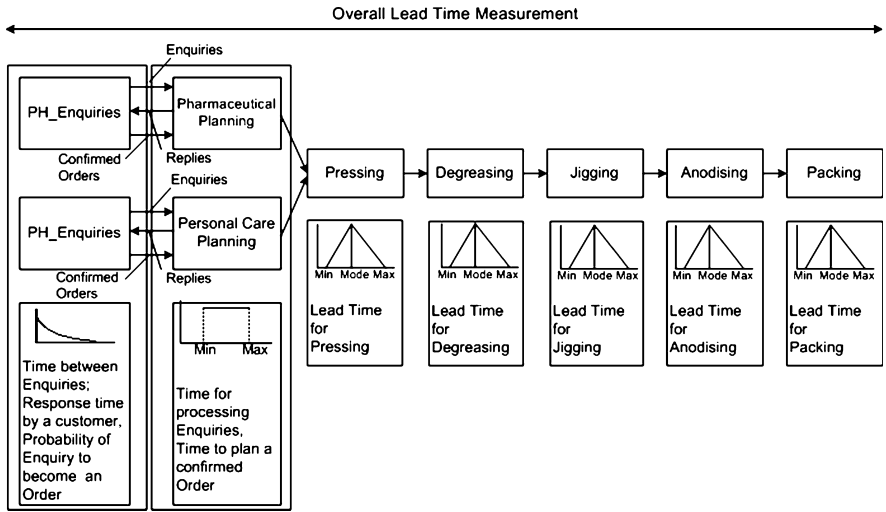 Overall Lead Time Measurement
Enquiries
PH_Enquiries
Pharmaceutical
Planning
Confirmed
Orders
Replies
Enquiries
PH_Enquiries
Personal Care
Planning
Confirmed
Orders
Replies
Pressing
Degreasing
Jigging
Anodising
Packing
Min Mode Max
Lead Time
for
Pressing
Min Mode Max
Lead Time
for
Degreasing
Min Mode Max
Lead Time
for
Jigging
Min Mode Max
Lead Time
for
Anodising
Min Mode Max
Lead Time
for
Packing
Time between
Enquiries;
Response time
by a customer,
Probability of
Enquiry to
become an
Order
Min Max
Time for
processing
Enquiries,
Time to plan a
confirmed
Order